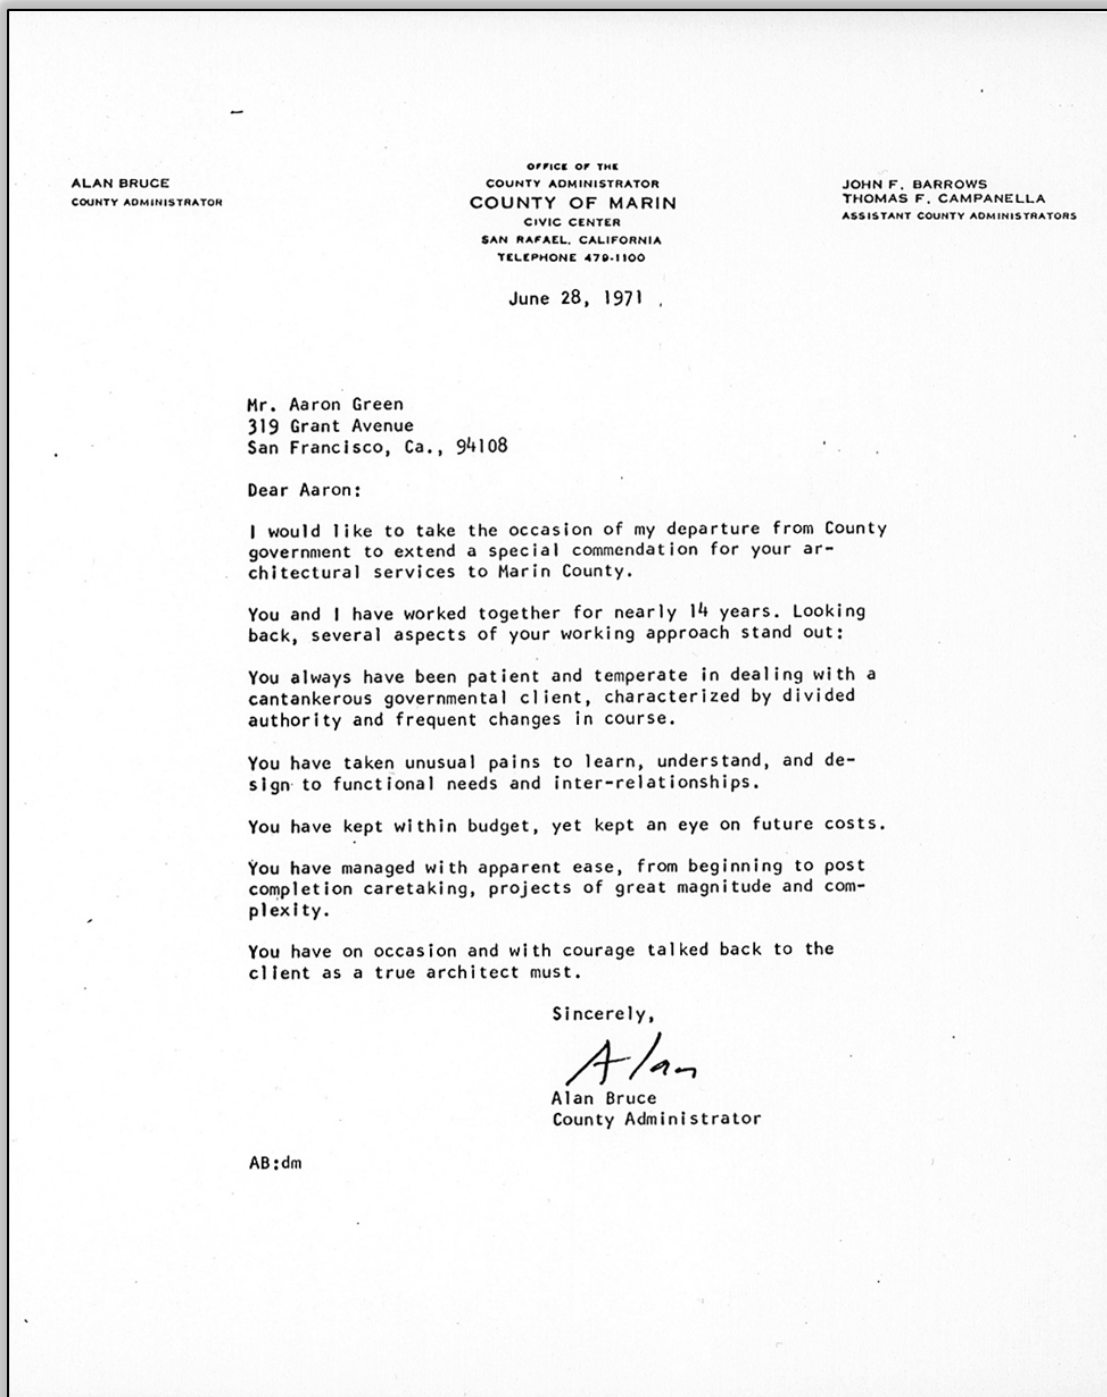 ALAN BRUCE
COUNTY ADMINISTRATOR
OFFICE OF THE
COUNTY ADMINISTRATOR
COUNTY OF MARIN
CIVIC CENTER
SAN RAFAEL, CALIFORNIA
TELEPHONE 479-1100
JOHN F. BARROWS
THOMAS F. CAMPANELLA
ASSISTANT COUNTY ADMINISTRATORS
June 28, 1971
Mr. Aaron Green
319 Grant Avenue
San Francisco, Ca., 94108
Dear Aaron:
I would like to take the occasion of my departure from County
government to extend a special commendation for your ar-
chitectural services to Marin County.
You and I have worked together for nearly 14 years. Looking
back, several aspects of your working approach stand out:
You always have been patient and temperate in dealing with a
cantankerous governmental client, characterized by divided
authority and frequent changes in course.
You have taken unusual pains to learn, understand, and de-
sign to functional needs and inter-relationships.
You have kept within budget, yet kept an eye on future costs.
You have managed with apparent ease, from beginning to post
completion caretaking, projects of great magnitude and com-
plexity.
You have on occasion and with courage talked back to the
client as a true architect must.
Sincerely,
Alan
Alan Bruce
County Administrator
AB:dm